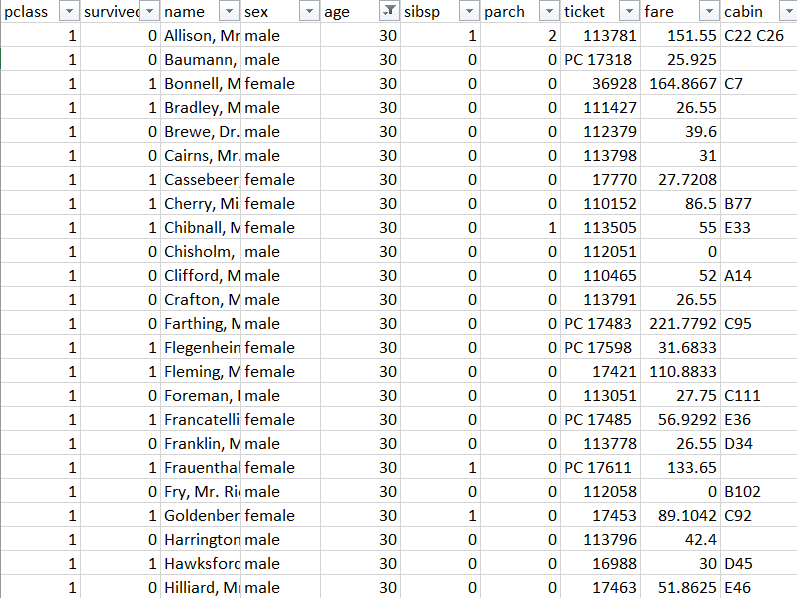 pclass survived name sex age sibsp parch ticket fare cabin
1 0 Allison, Mr male 30 1 2 113781 151.55 C22 C26
1 0 Baumann, male 30 0 0 PC 17318 25.925
1 1 Bonnell, M female 30 0 0 36928 164.8667 C7
1 1 Bradley, M male 30 0 0 111427 26.55
1 0 Brewe, Dr. male 30 0 0 112379 39.6
1 0 Cairns, Mr. male 30 0 0 113798 31
1 1 Cassebeer female 30 0 0 17770 27.7208
1 1 Cherry, Mi female 30 0 0 110152 86.5 B77
1 1 Chibnall, M female 30 0 1 113505 55 E33
1 0 Chisholm, male 30 0 0 112051 0
1 0 Clifford, M male 30 0 0 110465 52 A14
1 0 Crafton, M male 30 0 0 113791 26.55
1 0 Farthing, M male 30 0 0 PC 17483 221.7792 C95
1 1 Flegenhein female 30 0 0 PC 17598 31.6833
1 1 Fleming, M female 30 0 0 17421 110.8833
1 0 Foreman, male 30 0 0 113051 27.75 C111
1 1 Francatelli female 30 0 0 PC 17485 56.9292 E36
1 0 Franklin, M male 30 0 0 113778 26.55 D34
1 1 Frauenthal female 30 1 0 PC 17611 133.65
1 0 Fry, Mr. Ri male 30 0 0 112058 0 B102
1 1 Goldenber female 30 1 0 17453 89.1042 C92
1 0 Harrington male 30 0 0 113796 42.4
1 1 Hawksford male 30 0 0 16988 30 D45
1 0 Hilliard, M male 30 0 0 17463 51.8625 E46